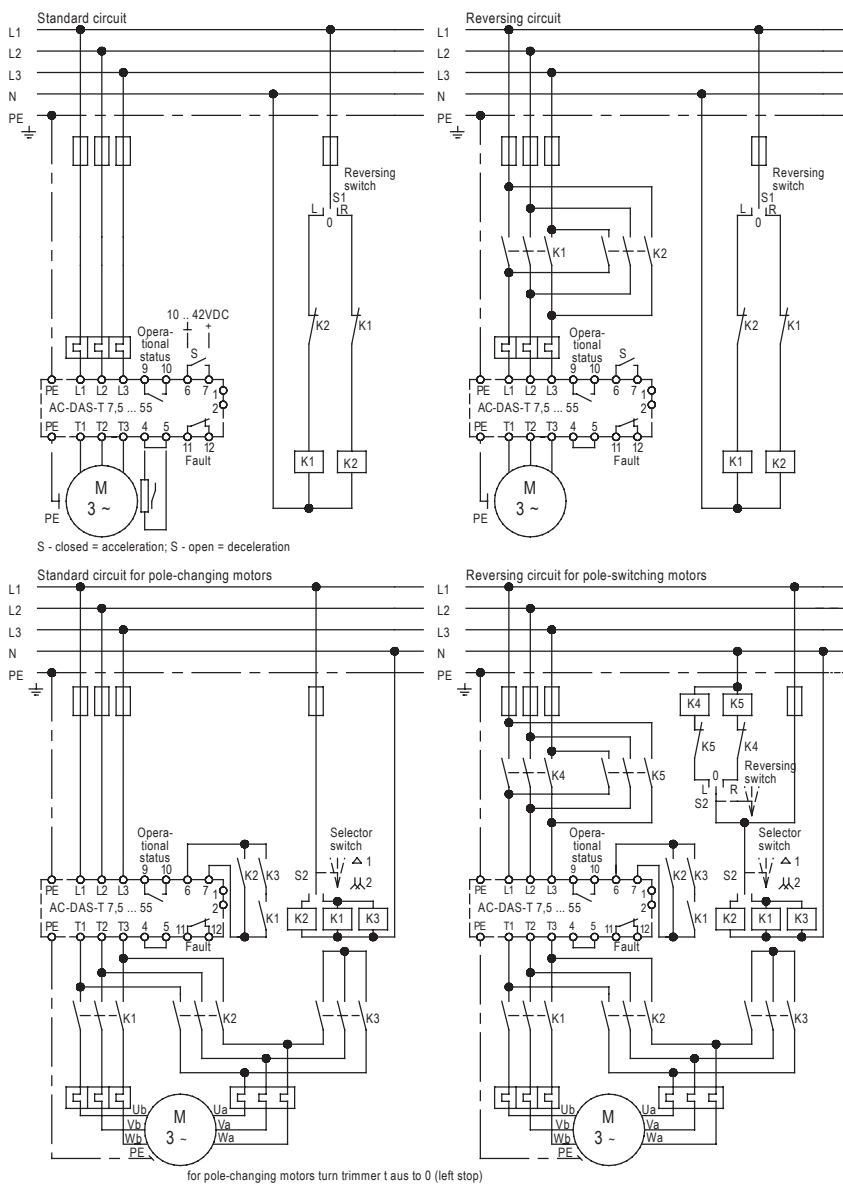 Standard circuit
L1
L2
L3
N
PE
Reversing
switch
S1
L R
0
10 .. 42VDC
+
Opera-
tional
status
S
K2 K1
9 10
PE L1 L2 L3 6 7
1
2
AC-DAS-T 7,5 ... 55
PE T1 T2 T3 4 5
11 12
Fault
K1 K2
M
3 ~
PE
S - closed = acceleration; S - open = deceleration
Reversing circuit
L1
L2
L3
N
PE
Reversing
switch
S1
L R
0
K1 K2
Opera-
tional
status
S
K2 K1
9 10
PE L1 L2 L3 6 7
1
2
AC-DAS-T 7,5 ... 55
PE T1 T2 T3 4 5
11 12
Fault
K1 K2
M
3 ~
PE
Standard circuit for pole-changing motors
L1
L2
L3
N
PE
Opera-
tional
status
Selector
switch
9 10
S2
1
2
K2 K3
PE L1 L2 L3 6 7
1
2
AC-DAS-T 7,5 ... 55
K1
K2 K1 K3
PE T1 T2 T3 4 5 11 12
Fault
K1 K2 K3
Ub Ua
Vb Va
Wb Wa
M
3 ~
PE
Reversing circuit for pole-switching motors
L1
L2
L3
N
PE
K4 K5
K5 K4
0
L R
Reversing
switch
S2
K4 K5
Opera-
tional
status
Selector
switch
9 10
S2
1
2
K2 K3
PE L1 L2 L3 6 7
1
2
AC-DAS-T 7,5 ... 55
K1
K2 K1 K3
PE T1 T2 T3 4 5 11 12
Fault
K1 K2 K3
Ub Ua
Vb Va
Wb Wa
M
3 ~
PE
for pole-changing motors turn trimmer t aus to 0 (left stop)